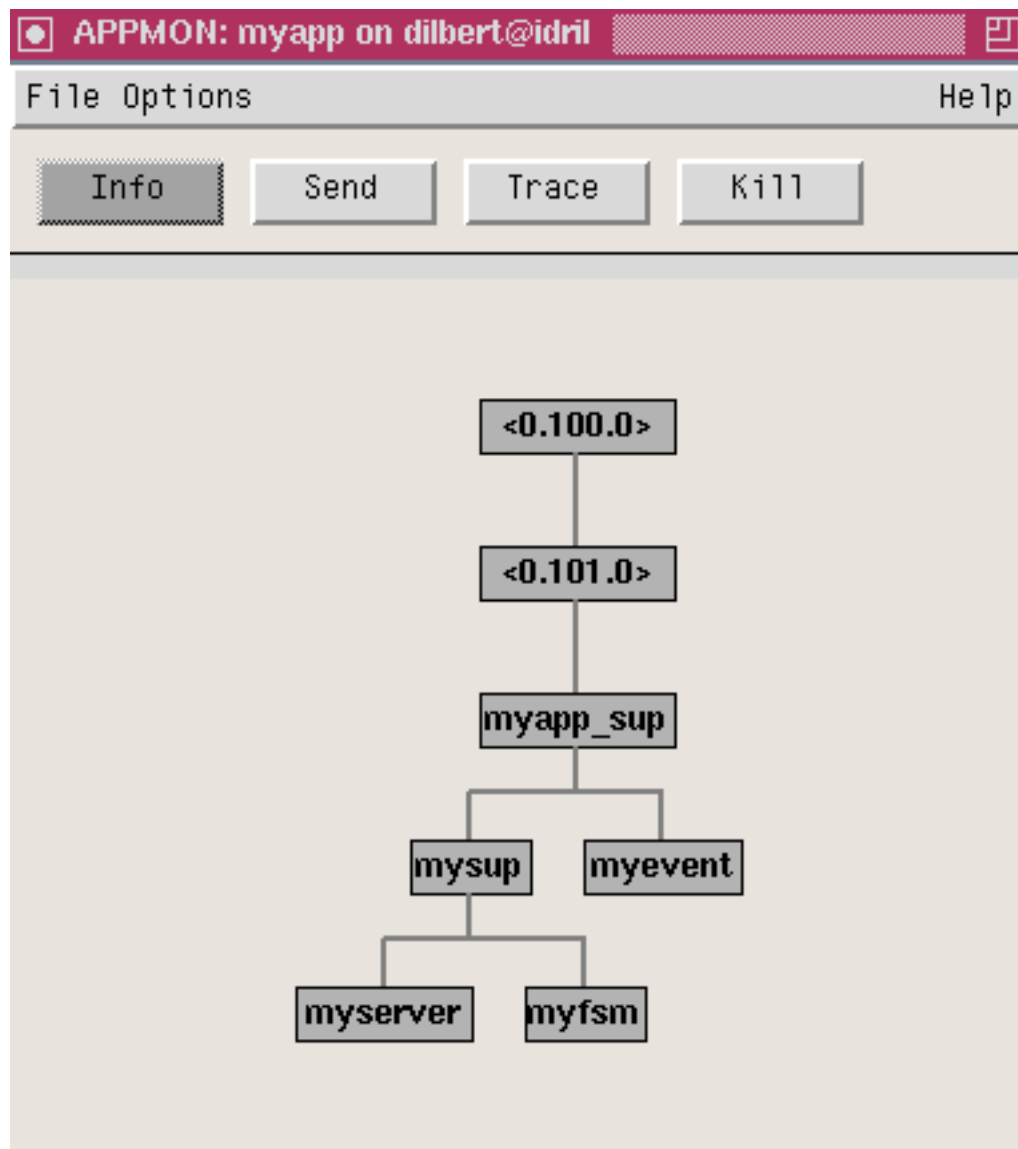 APPMON: myapp on dilbert@idril
File Options Help
Info Send Trace Kill
<0.100.0>
<0.101.0>
myapp_sup
mysup myevent
myserver myfsm